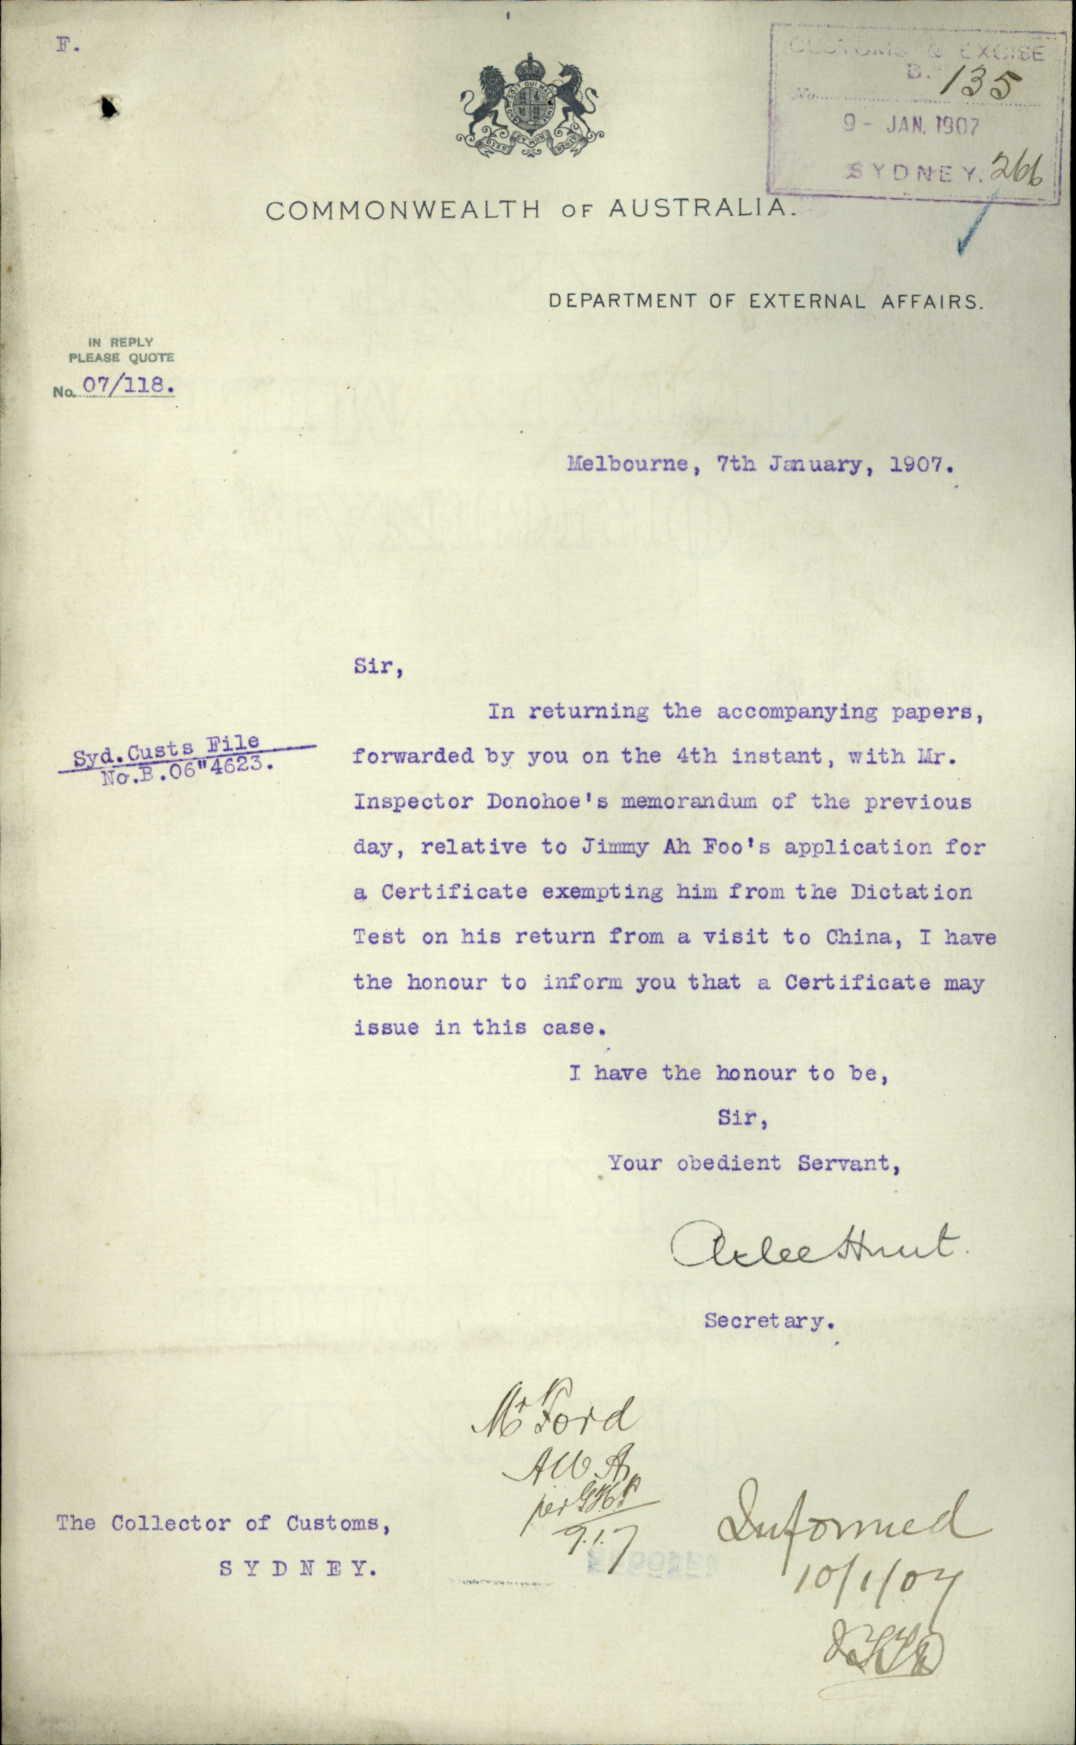 F.
CUSTOMS & EXCISE
B. 135
No.
9 - JAN. 1907
SYDNEY. 266
COMMONWEALTH OF AUSTRALIA.
DEPARTMENT OF EXTERNAL AFFAIRS.
IN REPLY
PLEASE QUOTE
No. 07/118.
Melbourne, 7th January, 1907.
Sir,
In returning the accompanying papers,
Syd.Custs File
No.B.06"4623.
forwarded by you on the 4th instant, with Mr.
Inspector Donohoe's memorandum of the previous
day, relative to Jimmy Ah Foo's application for
a Certificate exempting him from the Dictation
Test on his return from a visit to China, I have
the honour to inform you that a Certificate may
issue in this case.
I have the honour to be,
Sir,
Your obedient Servant,
Atlee Hunt.
Secretary.
Mr Ford
per
9.1.7
The Collector of Customs,
SYDNEY.
Informed
10/1/07